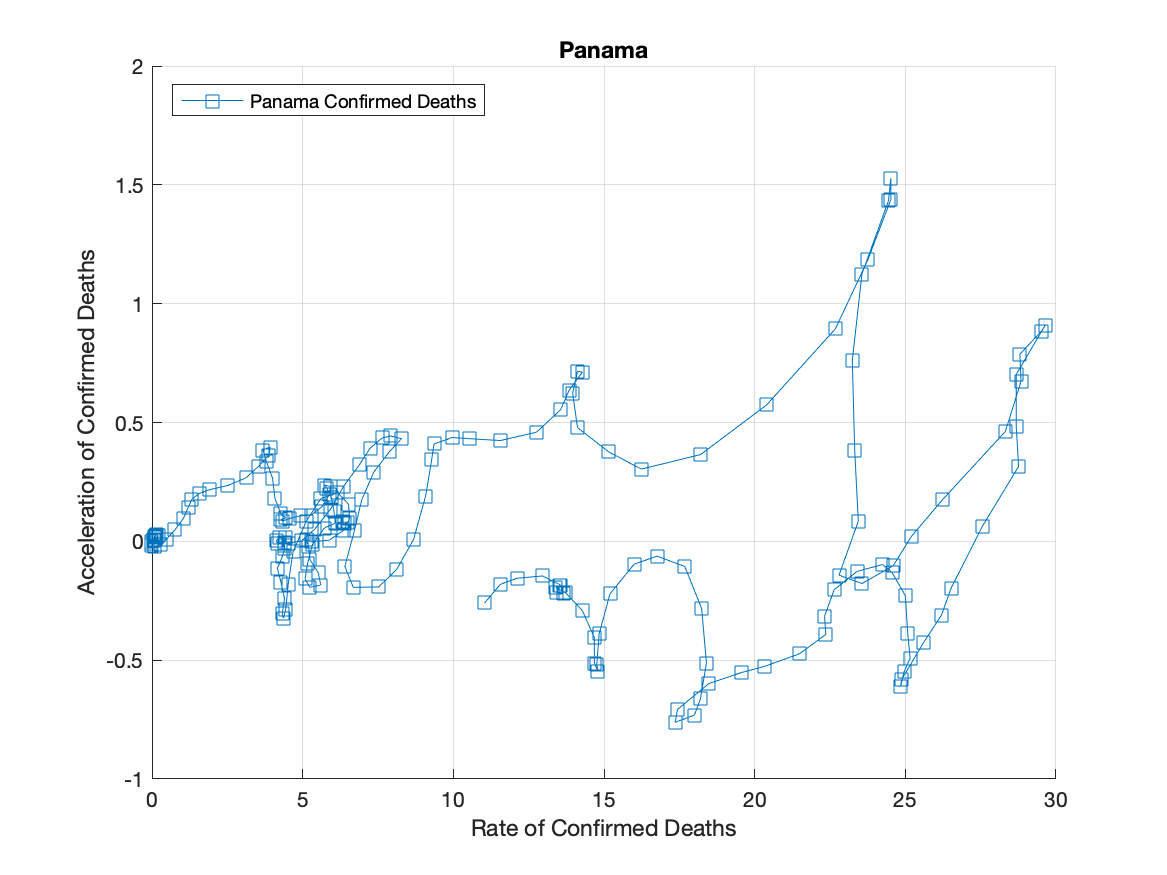 Panama
2
Panama Confirmed Deaths
1.5
1
0.5
0
-0.5
-1
Acceleration of Confirmed Deaths
0 5 10 15 20 25 30
Rate of Confirmed Deaths